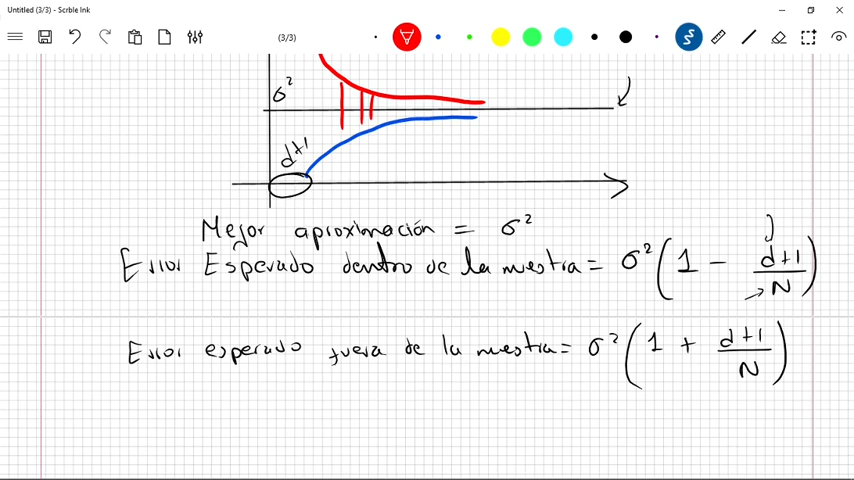 Untitled (3/3) - Scrble Ink
(3/3)
σ²
d+1
Mejor aproximación = σ²
Error Esperado dentro de la muestra = σ² (1 - d+1/N)
Error esperado fuera de la muestra = σ² (1 + d+1/N)